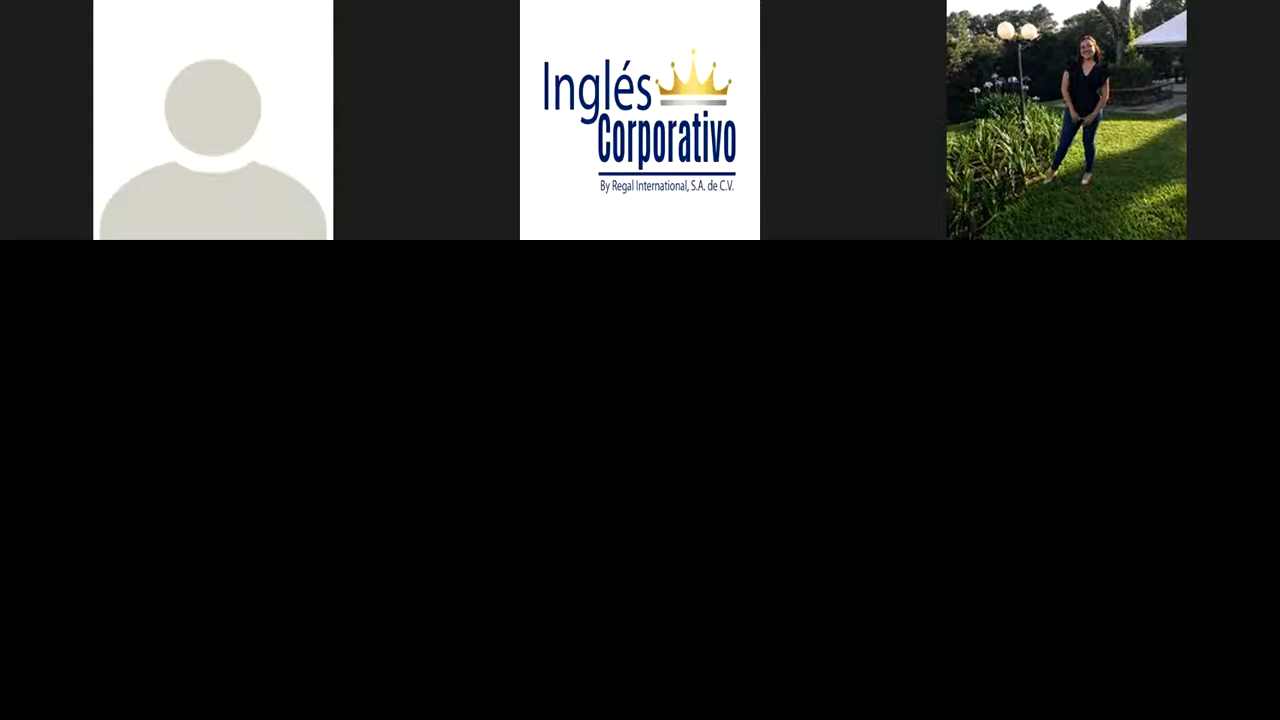 Inglés
Corporativo
By Regal International, S.A. de C.V.